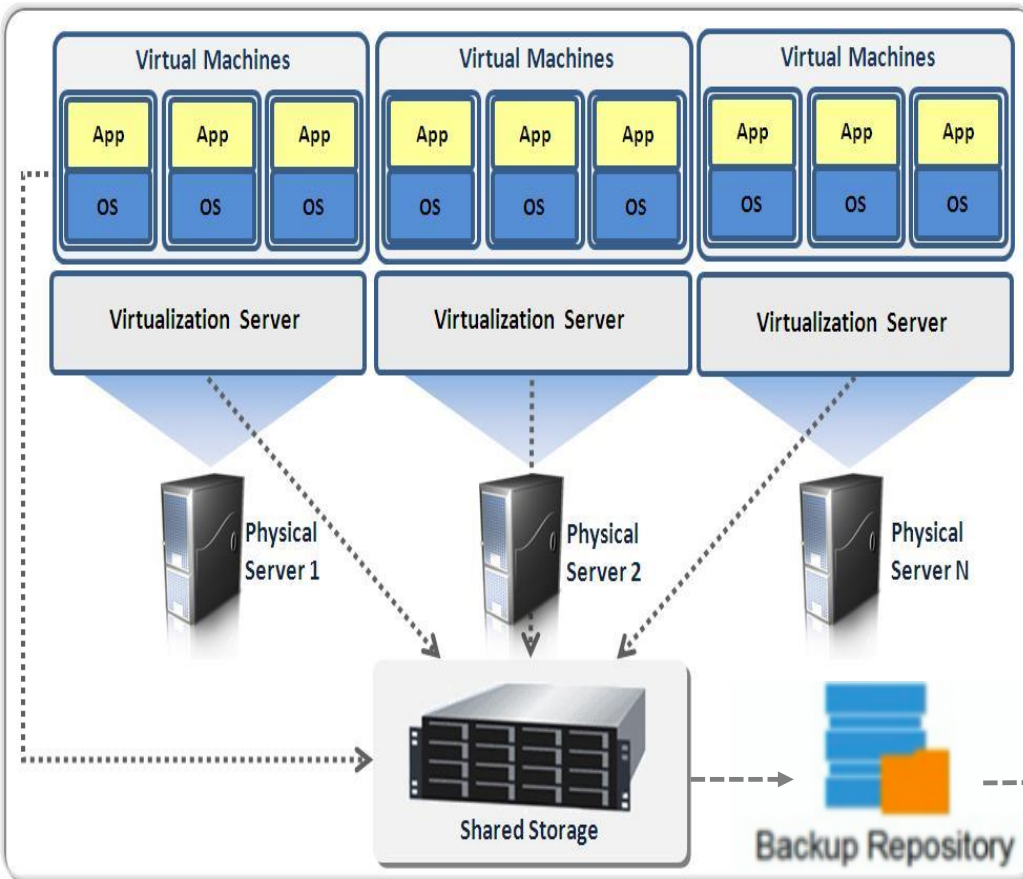 Virtual Machines
Virtual Machines
Virtual Machines
App App App
App App App
App App App
OS OS OS
OS OS OS
OS OS OS
Virtualization Server
Virtualization Server
Virtualization Server
Physical
Server 1
Physical
Server 2
Physical
Server N
Shared Storage
Backup Repository